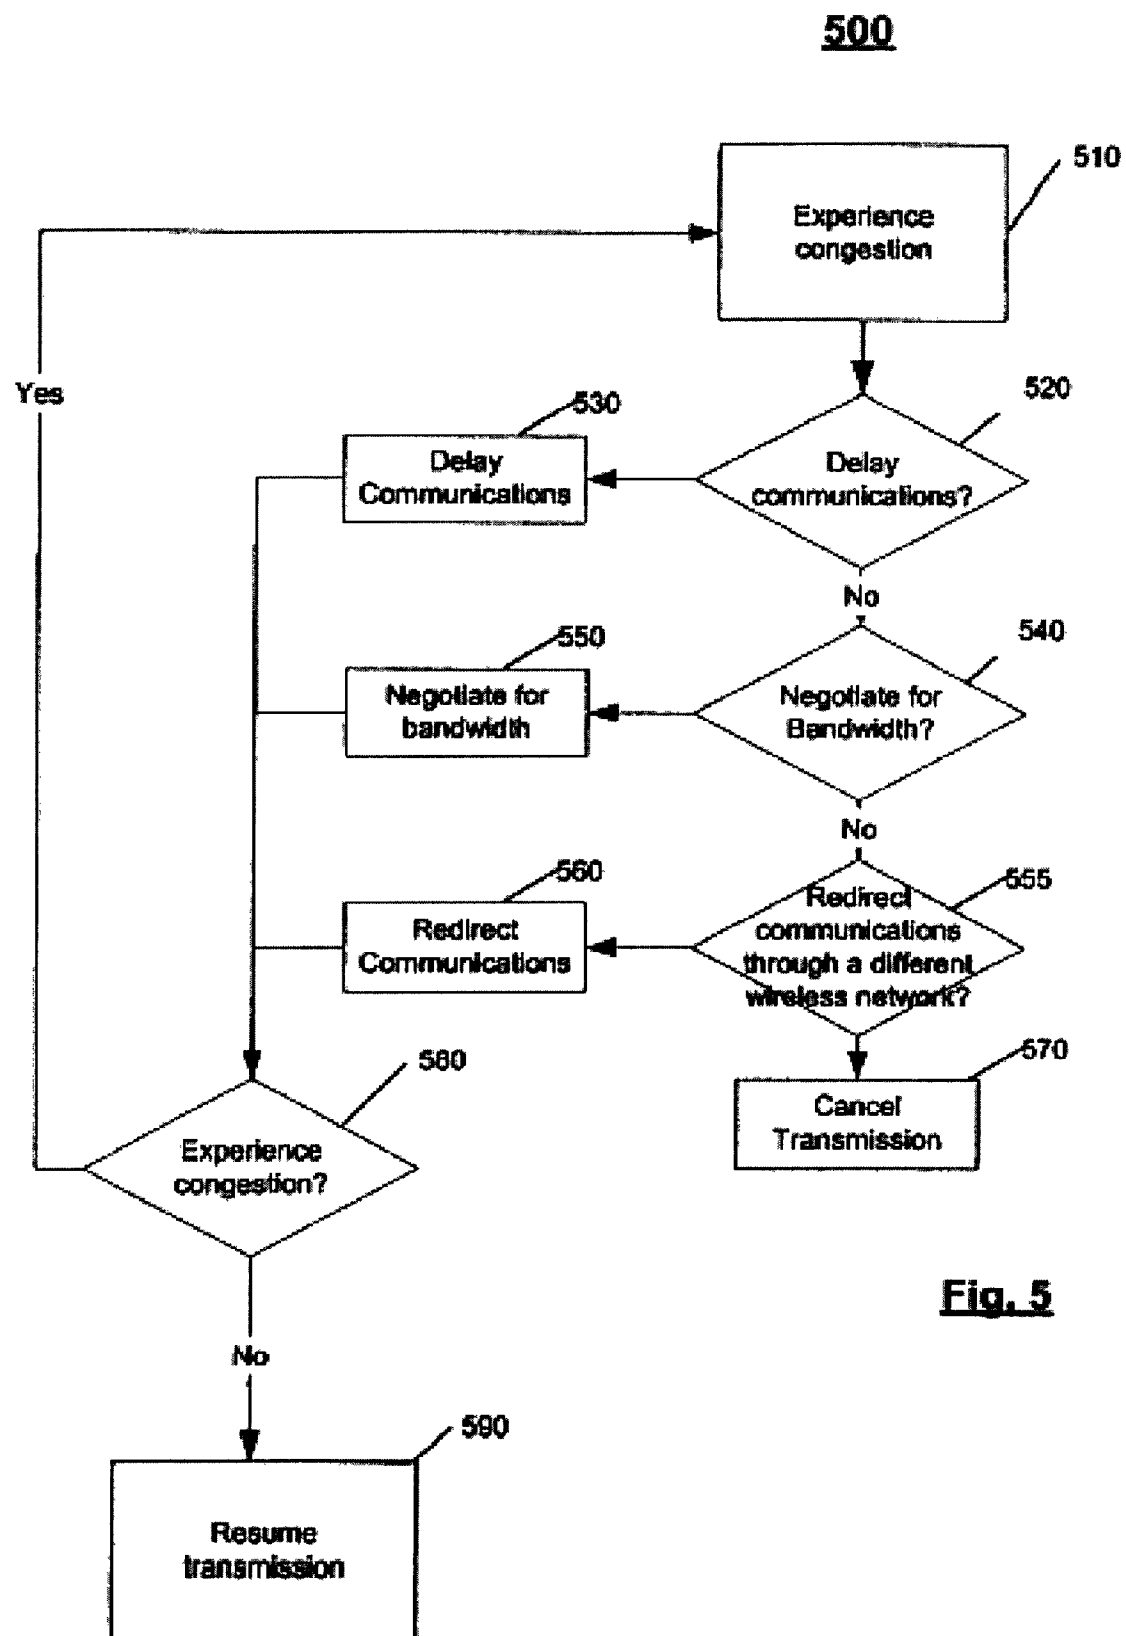 500
510
Experience
congestion
Yes
520
530
Delay
Communications
Delay
communications?
No
540
550
Negotiate for
bandwidth
Negotiate for
Bandwidth?
No
555
560
Redirect
Communications
Redirect
communications
through a different
wireless network?
570
580
Cancel
Transmission
Experience
congestion?
Fig. 5
No
590
Resume
transmission